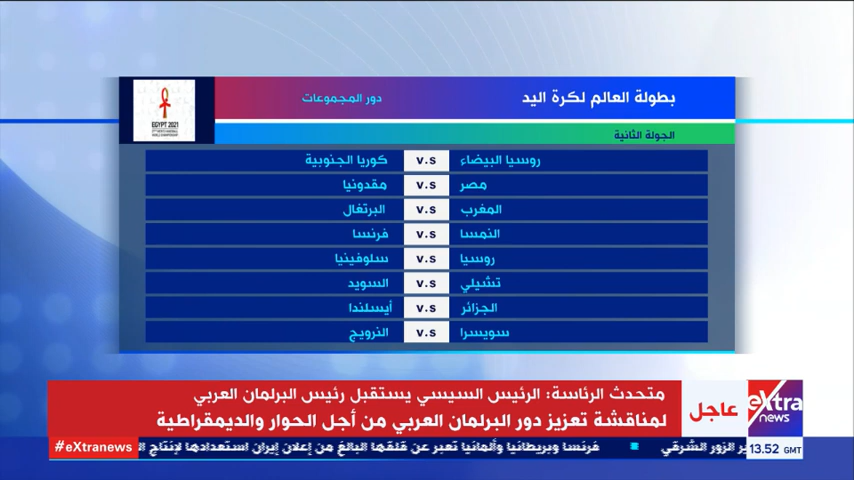 بطولة العالم لكرة اليد
دور المجموعات
EGYPT 2021
الجولة الثانية
روسيا البيضاء v.s كوريا الجنوبية
مصر v.s مقدونيا
المغرب v.s البرتغال
النمسا v.s فرنسا
روسيا v.s سلوفينيا
تشيلي v.s السويد
الجزائر v.s أيسلندا
سويسرا v.s النرويج
عاجل
متحدث الرئاسة: الرئيس السيسي يستقبل رئيس البرلمان العربي
لمناقشة تعزيز دور البرلمان العربي من أجل الحوار والديمقراطية
eXtra news
13.52 GMT
ير الزور الشرقي ■ فرنسا وبريطانيا وألمانيا تعبر عن قلقها البالغ من إعلان إيران استعدادها لإنتاج
#eXtranews